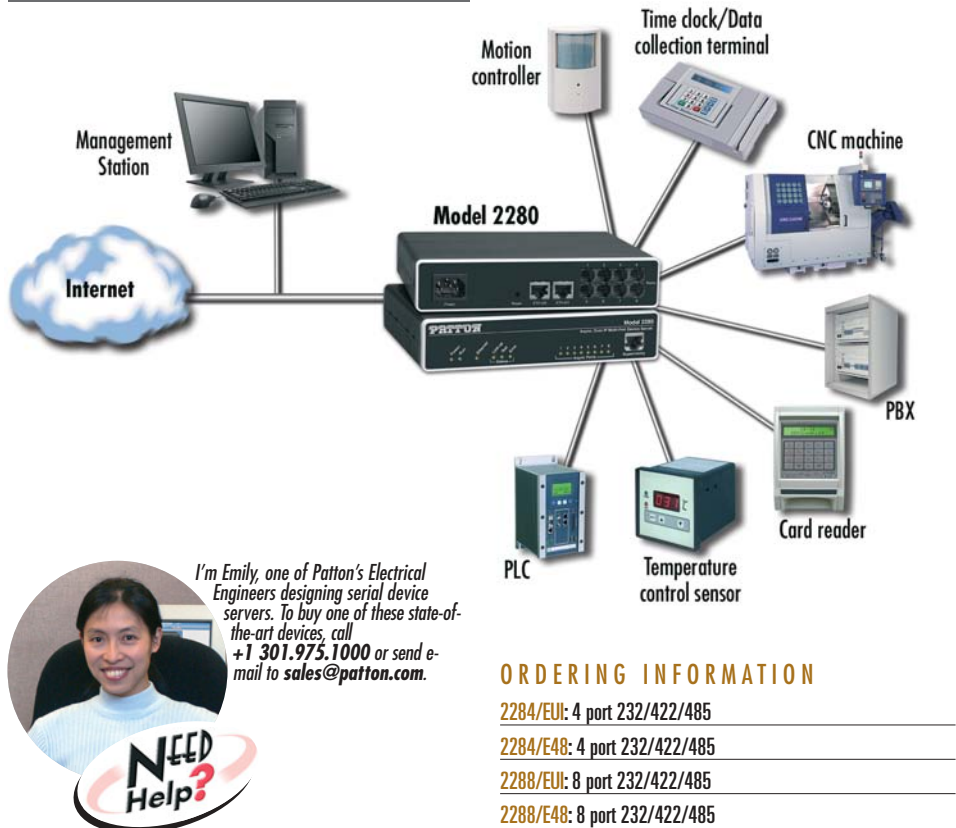 Time clock/Data
collection terminal
Motion
controller
Management
Station
CNC machine
Model 2280
Internet
PATTON
Model 2280
PBX
Card reader
PLC
Temperature
control sensor
I'm Emily, one of Patton's Electrical
Engineers designing serial device
servers. To buy one of these state-of-
the-art devices, call
+1 301.975.1000 or send e-
mail to sales@patton.com.
NEED
Help?
ORDERING INFORMATION
2284/EUI: 4 port 232/422/485
2284/E48: 4 port 232/422/485
2288/EUI: 8 port 232/422/485
2288/E48: 8 port 232/422/485